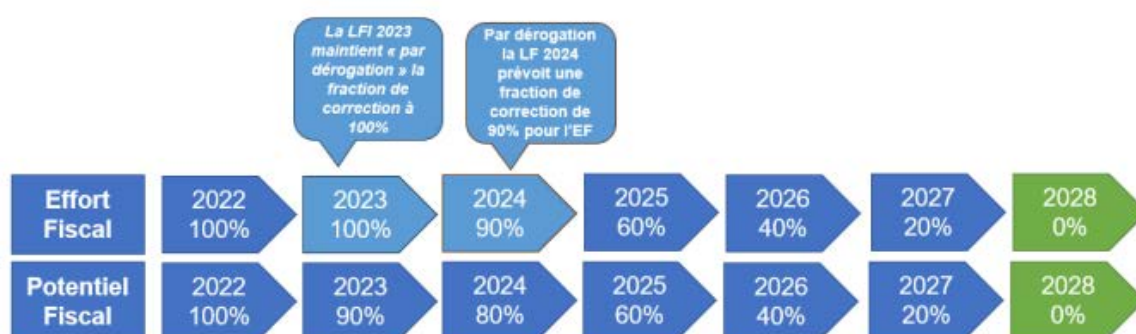 La LFI 2023
maintient « par
dérogation » la
fraction de
correction à
100%
Par dérogation
la LF 2024
prévoit une
fraction de
correction de
90% pour l'EF
Effort
Fiscal
2022
100%
2023
100%
2024
90%
2025
60%
2026
40%
2027
20%
2028
0%
Potentiel
Fiscal
2022
100%
2023
90%
2024
80%
2025
60%
2026
40%
2027
20%
2028
0%